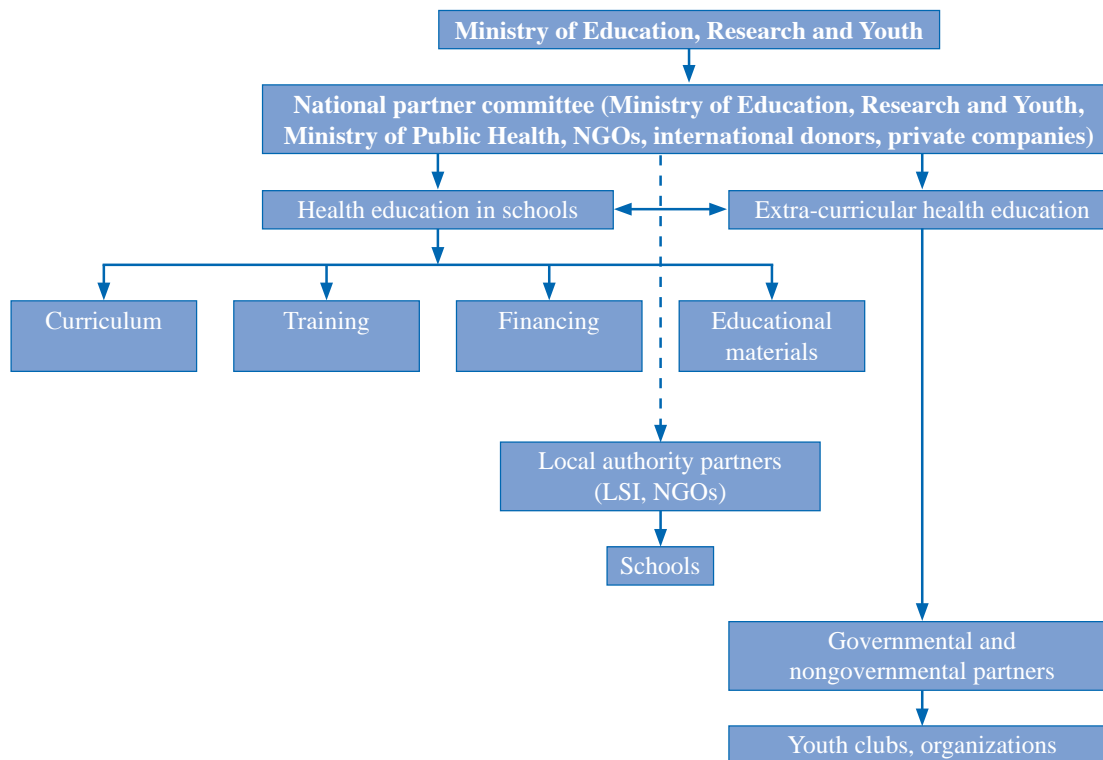 Ministry of Education, Research and Youth
National partner committee (Ministry of Education, Research and Youth,
Ministry of Public Health, NGOs, international donors, private companies)
Health education in schools
Extra-curricular health education
Curriculum
Training
Financing
Educational
materials
Local authority partners
(LSI, NGOs)
Schools
Governmental and
nongovernmental partners
Youth clubs, organizations